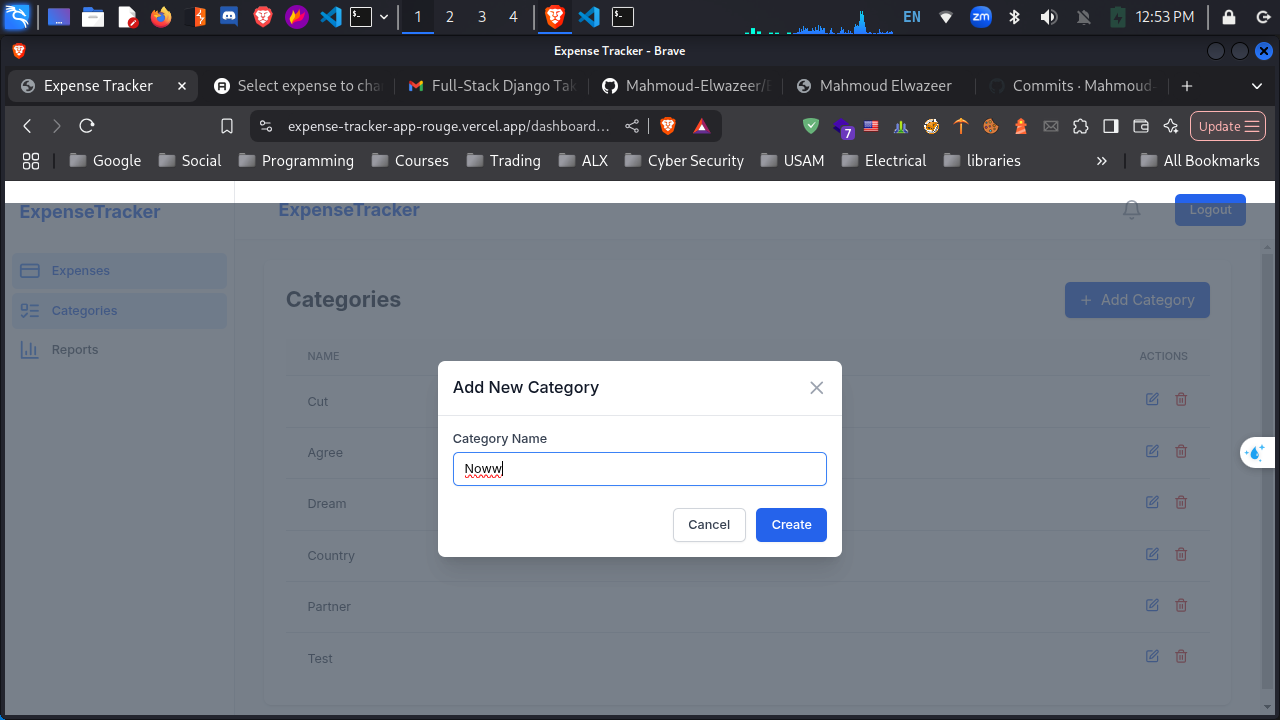 1 2 3 4 EN zm 12:53 PM
Expense Tracker - Brave
Expense Tracker Select expense to cha Full-Stack Django Tak Mahmoud-Elwazeer/E Mahmoud Elwazeer Commits · Mahmoud-
expense-tracker-app-rouge.vercel.app/dashboard... 7 Update
Google Social Programming Courses Trading ALX Cyber Security USAM Electrical libraries » All Bookmarks
ExpenseTracker ExpenseTracker Logout
Expenses
Categories
Reports
Categories + Add Category
NAME ACTIONS
Cut
Agree
Dream
Country
Partner
Test
Add New Category
Category Name
Noww
Cancel Create